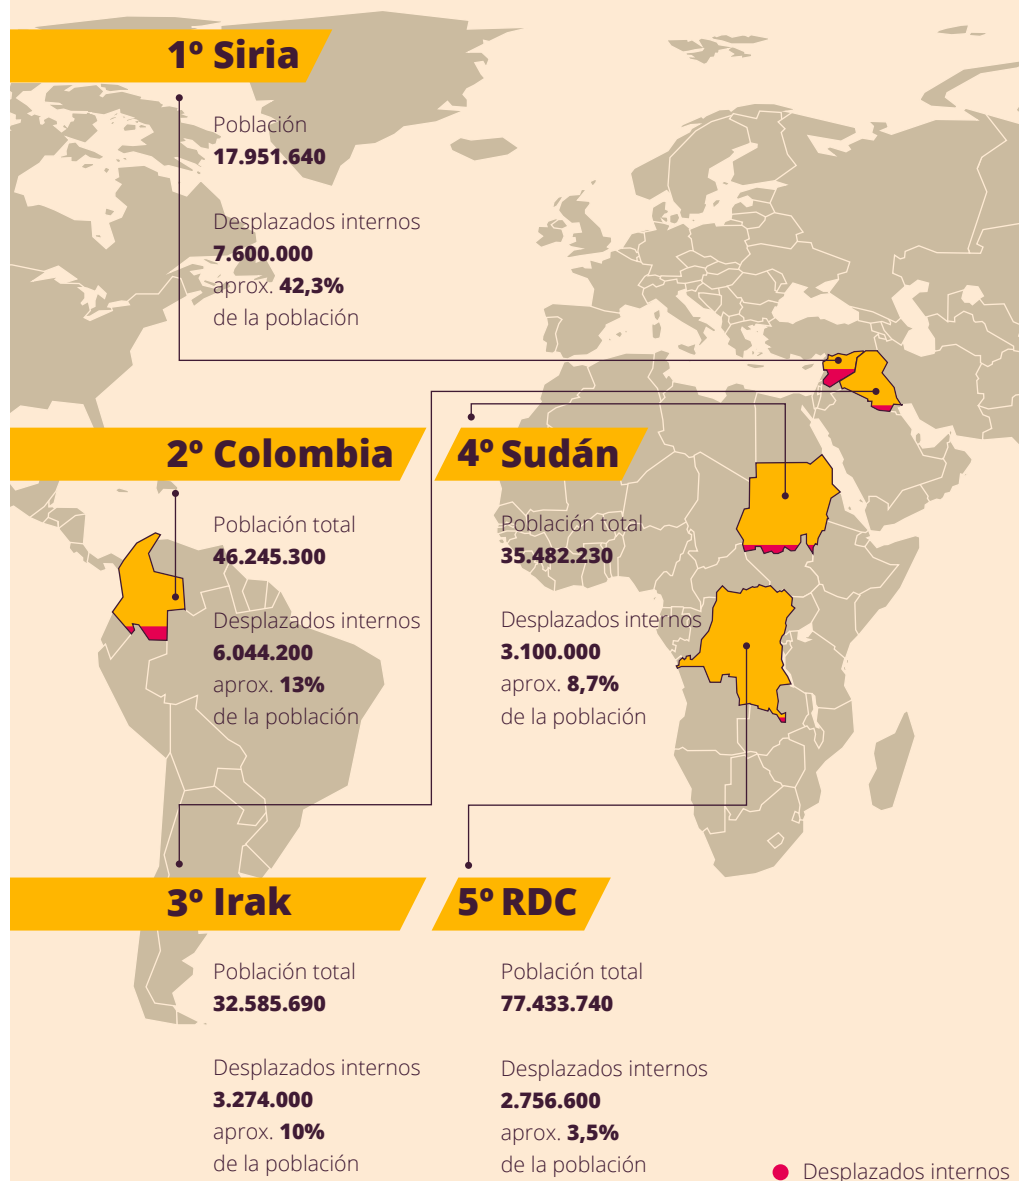 1º Siria
Población
17.951.640
Desplazados internos
7.600.000
aprox. 42,3%
de la población
2º Colombia
Población total
46.245.300
Desplazados internos
6.044.200
aprox. 13%
de la población
4º Sudán
Población total
35.482.230
Desplazados internos
3.100.000
aprox. 8,7%
de la población
3º Irak
Población total
32.585.690
Desplazados internos
3.274.000
aprox. 10%
de la población
5º RDC
Población total
77.433.740
Desplazados internos
2.756.600
aprox. 3,5%
de la población
Desplazados internos